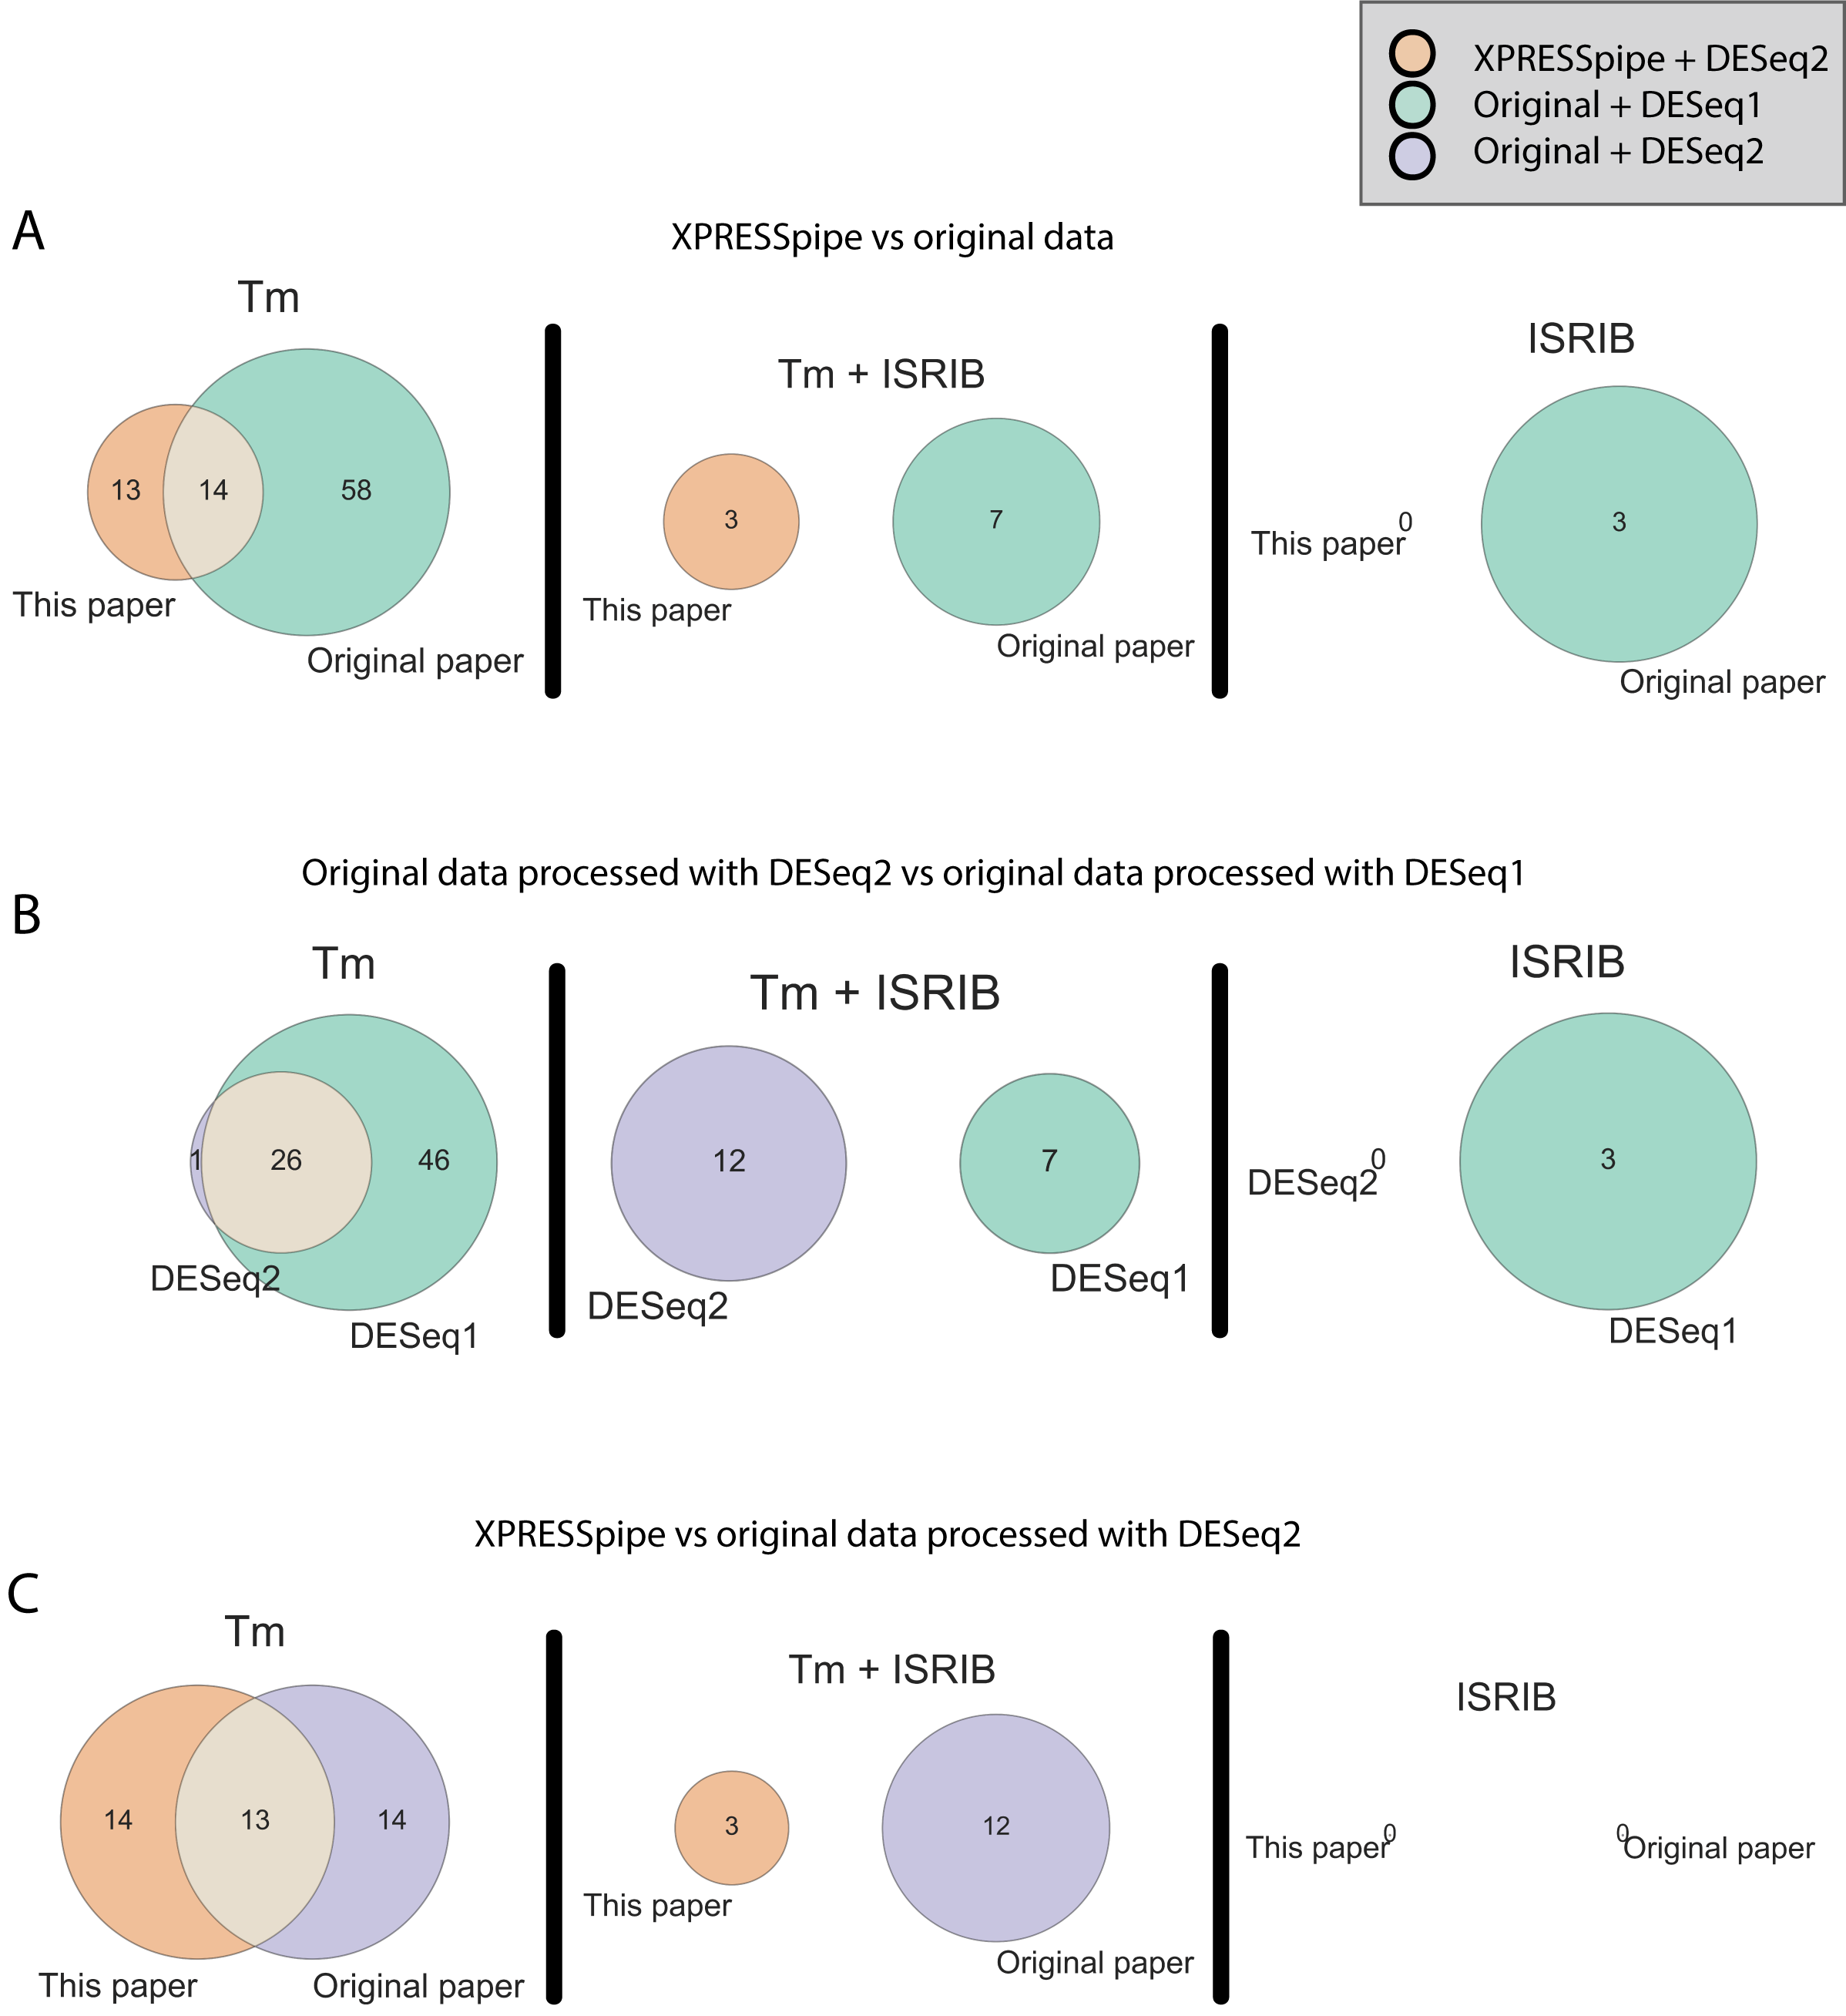 XPRESSpipe + DESeq2
Original + DESeq1
Original + DESeq2
A
XPRESSpipe vs original data
Tm
13
14
58
This paper
Original paper
Tm + ISRIB
3
7
This paper
Original paper
ISRIB
0
This paper
3
Original paper
Original data processed with DESeq2 vs original data processed with DESeq1
B
Tm
1
26
46
DESeq2
DESeq1
Tm + ISRIB
12
7
DESeq2
DESeq1
ISRIB
0
DESeq2
3
DESeq1
XPRESSpipe vs original data processed with DESeq2
C
Tm
14
13
14
This paper
Original paper
Tm + ISRIB
3
12
This paper
Original paper
ISRIB
0
This paper
0
Original paper